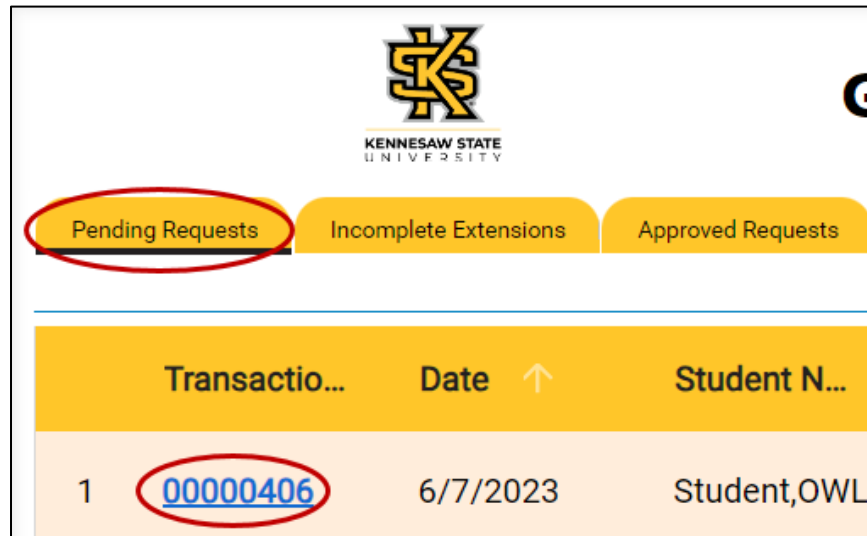 KS
KENNESAW STATE
UNIVERSITY
G
Pending Requests Incomplete Extensions Approved Requests
Transactio... Date ↑ Student N...
1 00000406 6/7/2023 Student,OWL